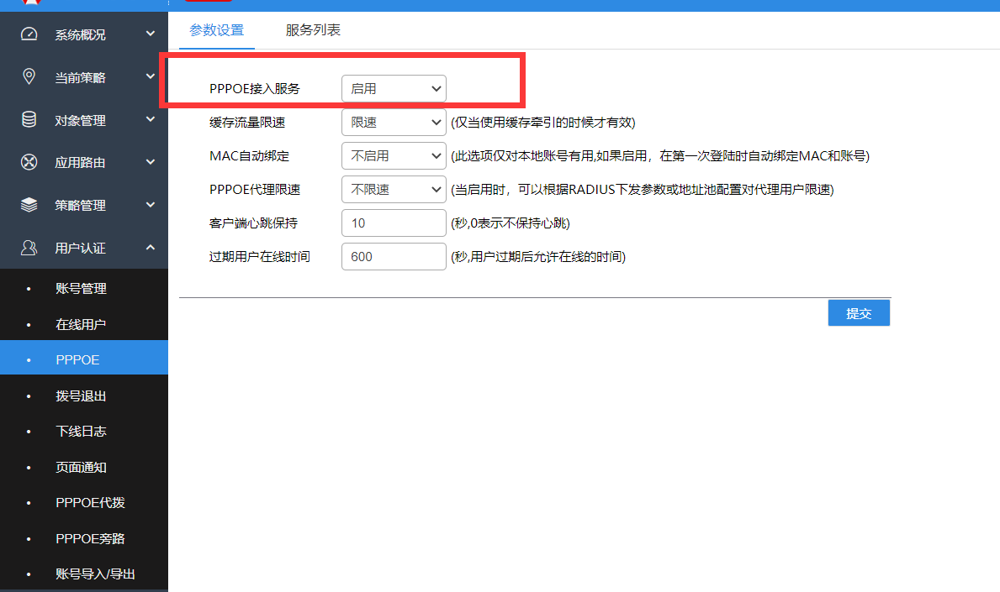 参数设置 服务列表
系统概况
当前策略
对象管理
应用路由
策略管理
用户认证
账号管理
在线用户
PPPOE
拨号退出
下线日志
页面通知
PPPOE代拨
PPPOE旁路
账号导入/导出
PPPOE接入服务 启用
缓存流量限速 限速 (仅当使用缓存牵引的时候才有效)
MAC自动绑定 不启用 (此选项仅对本地账号有用,如果启用，在第一次登陆时自动绑定MAC和账号)
PPPOE代理限速 不限速 (当启用时，可以根据RADIUS下发参数或地址池配置对代理用户限速)
客户端心跳保持 10 (秒,0表示不保持心跳)
过期用户在线时间 600 (秒,用户过期后允许在线的时间)
提交